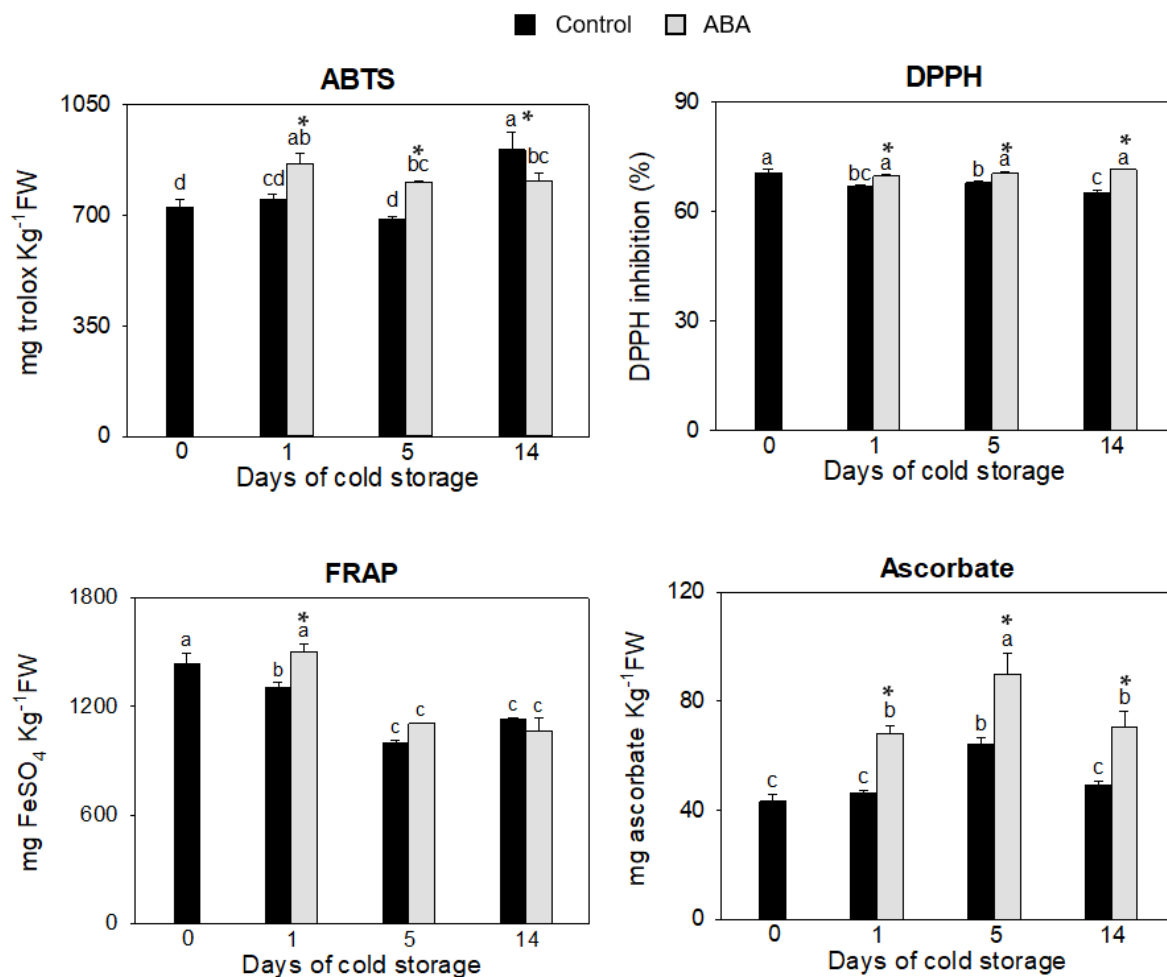 Control ABA
ABTS
mg trolox Kg⁻¹FW
1050
700
350
0
d
cd
ab
*
d
bc
*
a *
bc
0 1 5 14
Days of cold storage
DPPH
DPPH inhibition (%)
90
60
30
0
a
bc
a
*
b
a
*
c
a
*
0 1 5 14
Days of cold storage
FRAP
mg FeSO₄ Kg⁻¹FW
1800
1200
600
0
a
b
a
*
c
c
c
c
0 1 5 14
Days of cold storage
Ascorbate
mg ascorbate Kg⁻¹FW
120
80
40
0
c
c
b
*
b
a
*
c
b
*
0 1 5 14
Days of cold storage